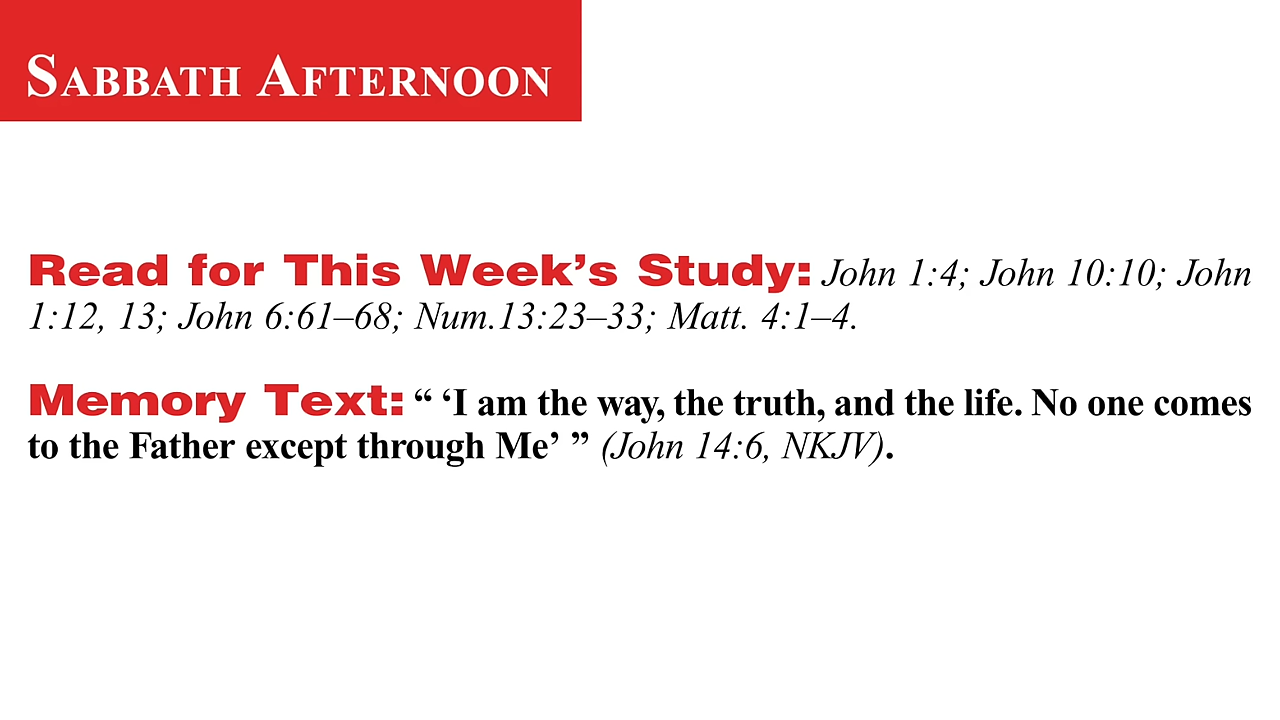 SABBATH AFTERNOON
Read for This Week’s Study: John 1:4; John 10:10; John
1:12, 13; John 6:61–68; Num.13:23–33; Matt. 4:1–4.
Memory Text: “ ‘I am the way, the truth, and the life. No one comes
to the Father except through Me’ ” (John 14:6, NKJV).